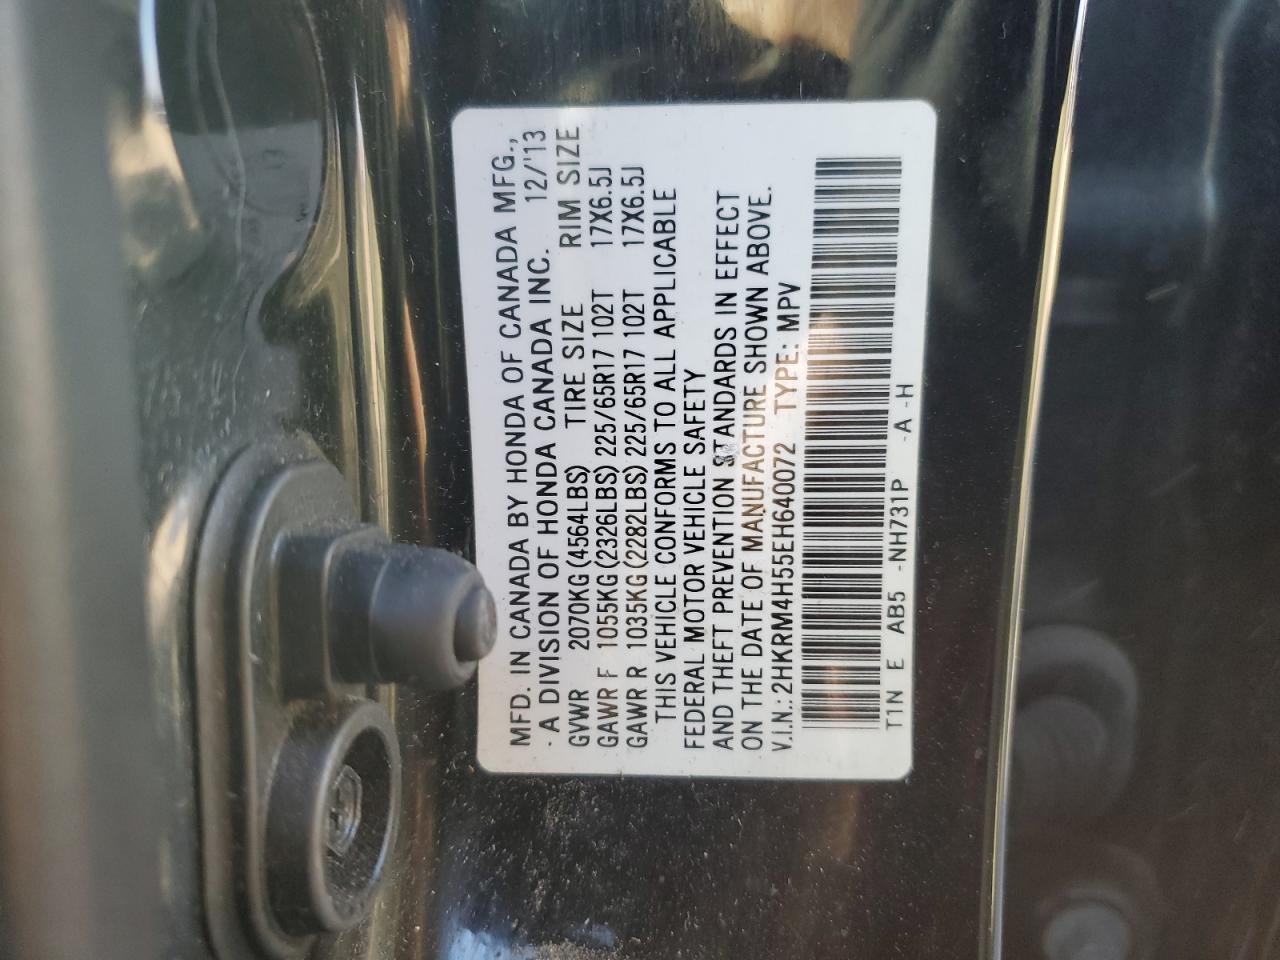 MFD. IN CANADA BY HONDA OF CANADA MFG.,
A DIVISION OF HONDA CANADA INC. 12/'13
GVWR 2070KG(4564LBS) TIRE SIZE RIM SIZE
GAWR F 1055KG(2326LBS) 225/65R17 102T 17X6.5J
GAWR R 1035KG(2282LBS) 225/65R17 102T 17X6.5J
THIS VEHICLE CONFORMS TO ALL APPLICABLE
FEDERAL MOTOR VEHICLE SAFETY
AND THEFT PREVENTION STANDARDS IN EFFECT
ON THE DATE OF MANUFACTURE SHOWN ABOVE.
V.I.N.: 2HKRM4H55EH640072 TYPE: MPV
T1N E AB5 -NH731P -A -H